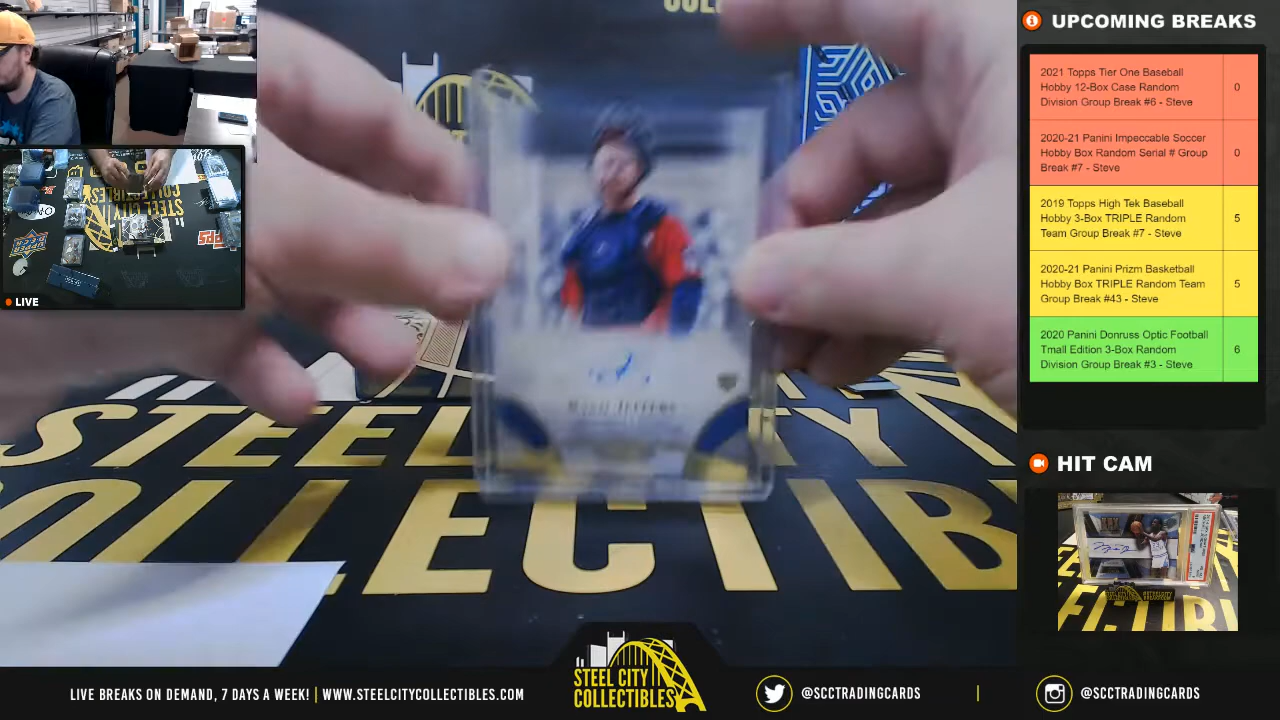 UPCOMING BREAKS
2021 Topps Tier One Baseball
Hobby 12-Box Case Random
Division Group Break #6 - Steve
0
2020-21 Panini Impeccable Soccer
Hobby Box Random Serial # Group
Break #7 - Steve
0
2019 Topps High Tek Baseball
Hobby 3-Box TRIPLE Random
Team Group Break #7 - Steve
5
2020-21 Panini Prizm Basketball
Hobby Box TRIPLE Random Team
Group Break #43 - Steve
5
2020 Panini Donruss Optic Football
Tmall Edition 3-Box Random
Division Group Break #3 - Steve
6
LIVE
STEEL CITY
COLLECTIBLES
HIT CAM
STEEL CITY
COLLECTIBLES
LIVE BREAKS ON DEMAND, 7 DAYS A WEEK! | WWW.STEELCITYCOLLECTIBLES.COM
STEEL CITY
COLLECTIBLES
@SCCTRADINGCARDS
|
@SCCTRADINGCARDS